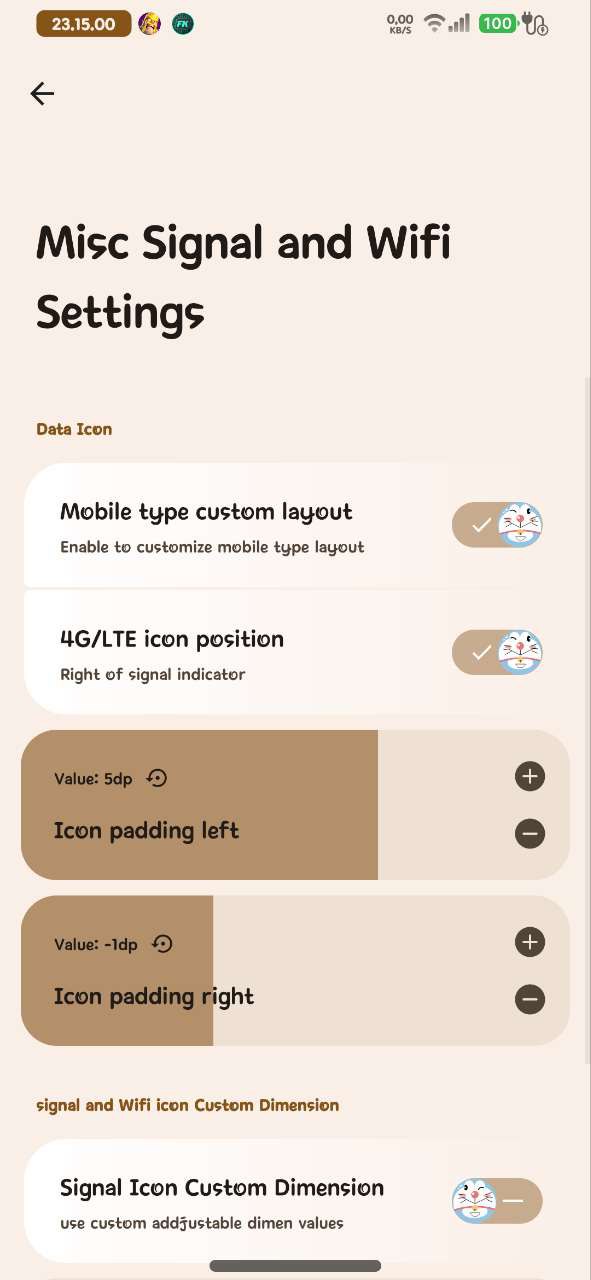 23.15.00
FK
0,00
KB/S
100
Misc Signal and Wifi
Settings
Data Icon
Mobile type custom layout
Enable to customize mobile type layout
4G/LTE icon position
Right of signal indicator
Value: 5dp
Icon padding left
Value: -1dp
Icon padding right
signal and Wifi icon Custom Dimension
Signal Icon Custom Dimension
use custom addjustable dimen values